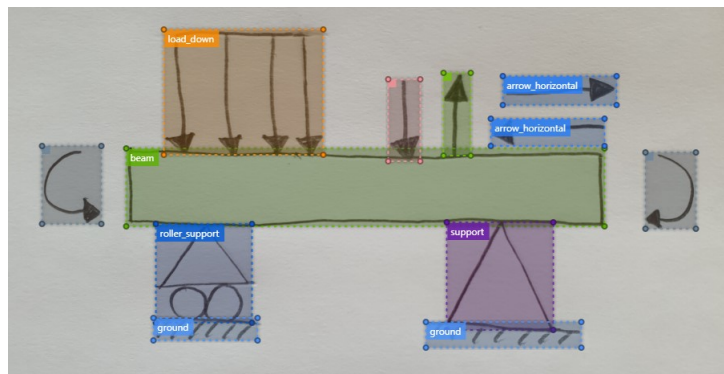 load_down
arrow_horizontal
arrow_horizontal
beam
roller_support
support
ground
ground